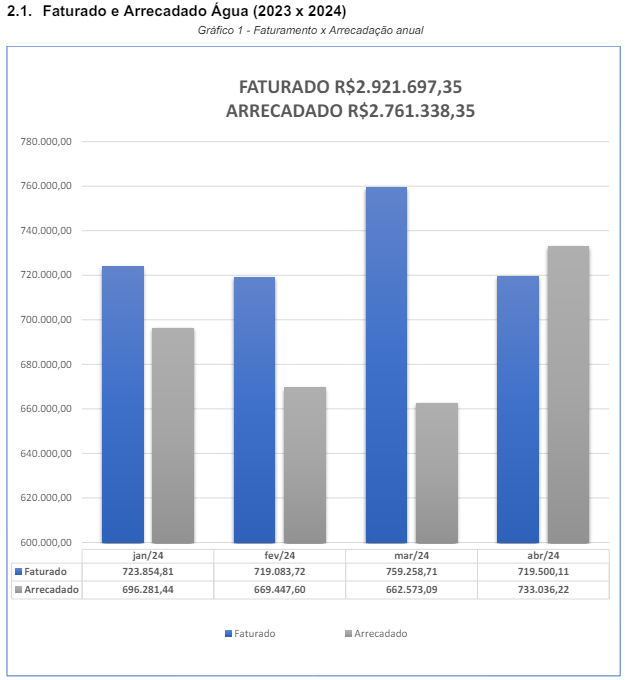 2.1. Faturado e Arrecadado Água (2023 x 2024)
Gráfico 1 - Faturamento x Arrecadação anual
FATURADO R$2.921.697,35
ARRECADADO R$2.761.338,35
780.000,00
760.000,00
740.000,00
720.000,00
700.000,00
680.000,00
660.000,00
640.000,00
620.000,00
600.000,00
jan/24 fev/24 mar/24 abr/24
Faturado 723.854,81 719.083,72 759.258,71 719.500,11
Arrecadado 696.281,44 669.447,60 662.573,09 733.036,22
Faturado Arrecadado